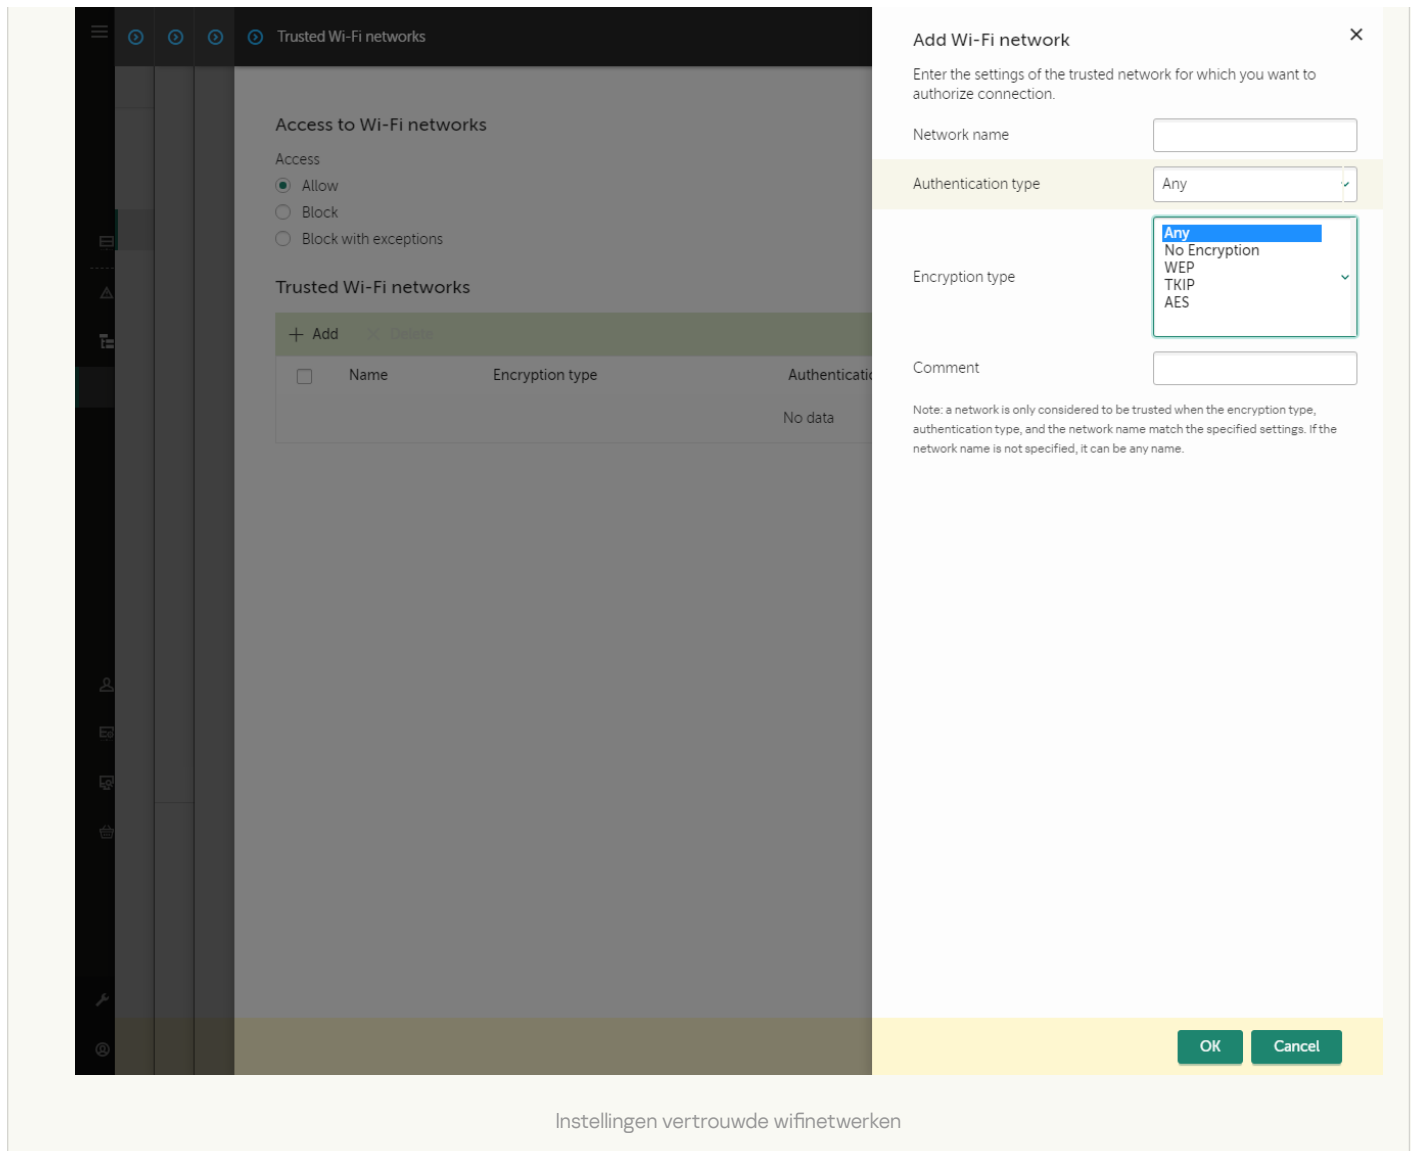 Trusted Wi-Fi networks
Access to Wi-Fi networks
Access
Allow
Block
Block with exceptions
Trusted Wi-Fi networks
Add Delete
Name Encryption type
No data
Add Wi-Fi network
Enter the settings of the trusted network for which you want to
authorize connection.
Network name
Authentication type Any
Encryption type
Any
No Encryption
WEP
TKIP
AES
Comment
Note: a network is only considered to be trusted when the encryption type,
authentication type, and the network name match the specified settings. If the
network name is not specified, it can be any name.
OK Cancel
Instellingen vertrouwde wifinetwerken